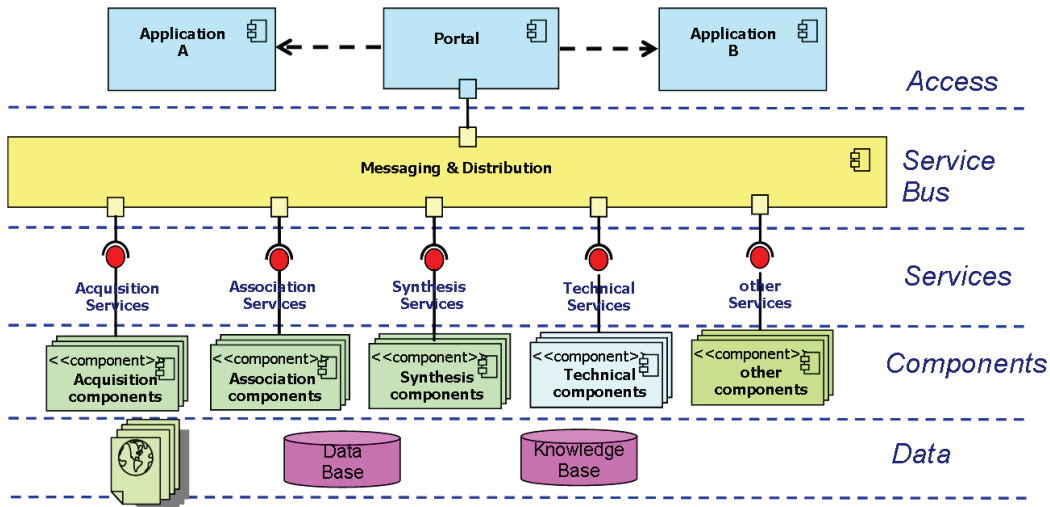 Application
A
Portal
Application
B
Access
Messaging & Distribution
Service
Bus
Acquisition
Services
Association
Services
Synthesis
Services
Technical
Services
other
Services
Services
<<component>>
Acquisition
components
<<component>>
Association
components
<<component>>
Synthesis
components
<<component>>
Technical
components
<<component>>
other
components
Components
Data
Base
Knowledge
Base
Data